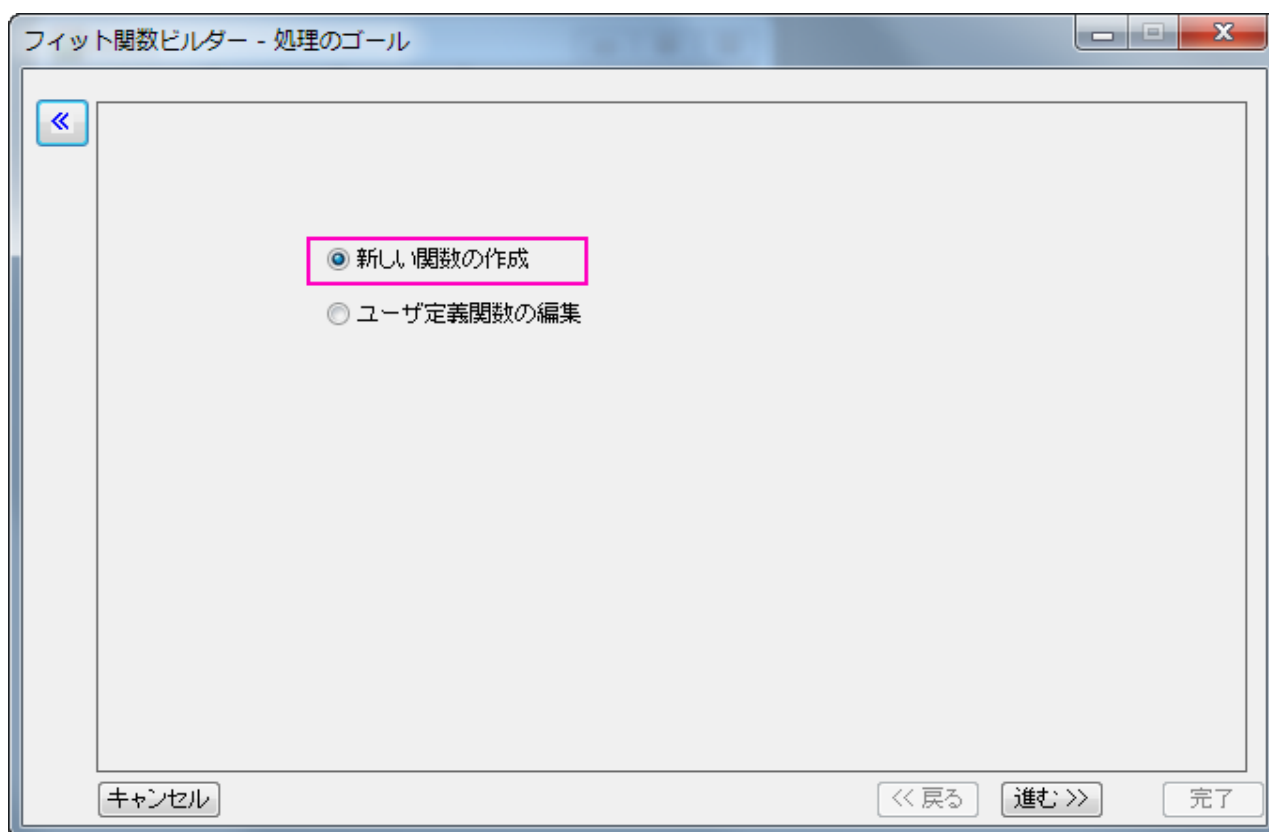 フィット関数ビルダー - 処理のゴール
«
新しい関数の作成
ユーザ定義関数の編集
キャンセル
<< 戻る
進む >>
完了